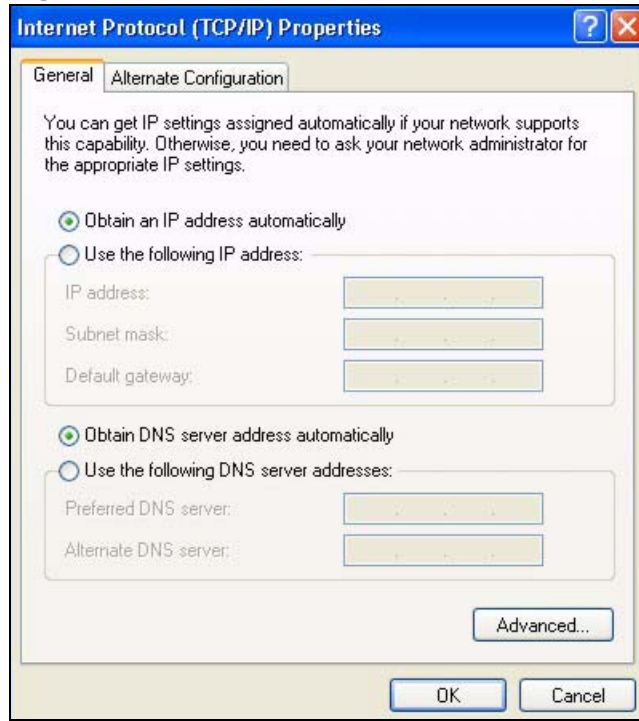 Internet Protocol (TCP/IP) Properties
General
Alternate Configuration
You can get IP settings assigned automatically if your network supports
this capability. Otherwise, you need to ask your network administrator for
the appropriate IP settings.
Obtain an IP address automatically
Use the following IP address:
IP address:
Subnet mask:
Default gateway:
Obtain DNS server address automatically
Use the following DNS server addresses:
Preferred DNS server:
Alternate DNS server:
Advanced...
OK
Cancel